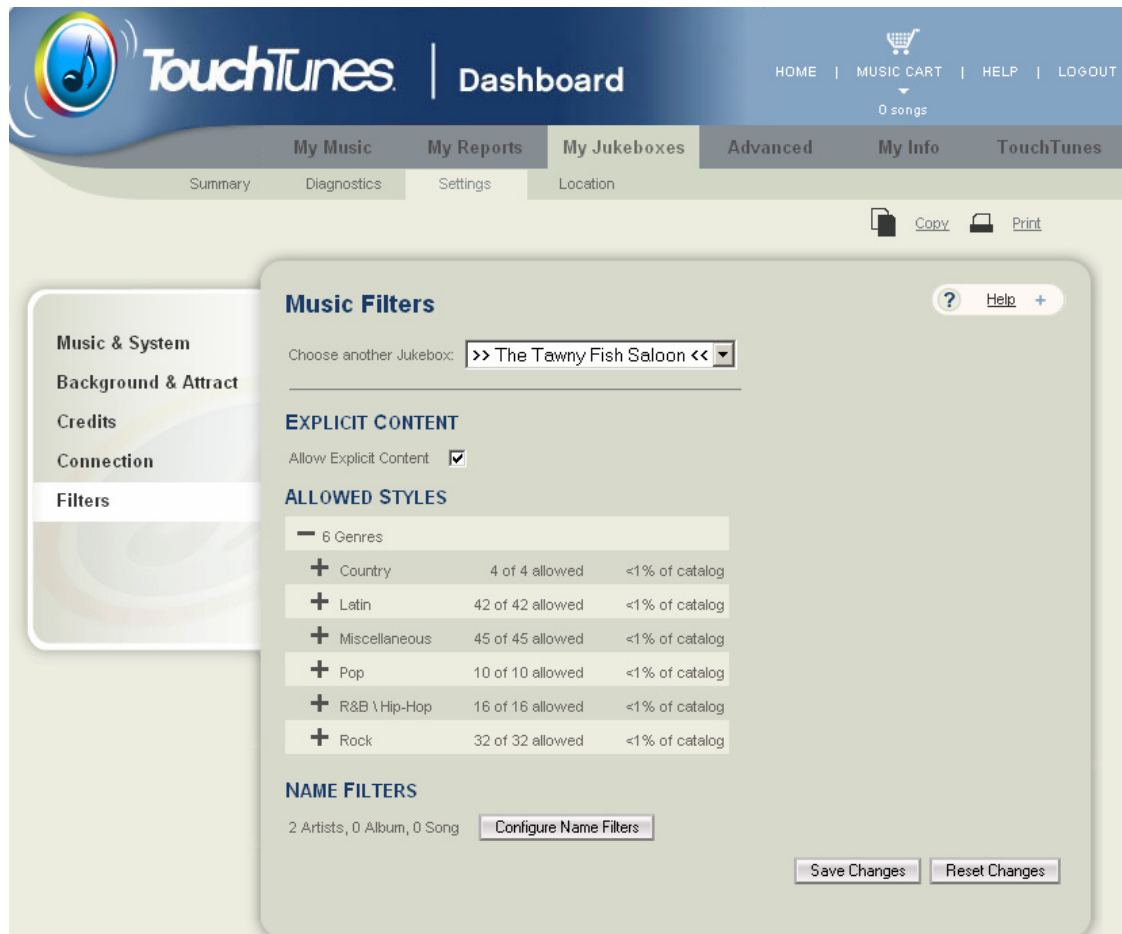 TouchTunes. | Dashboard
HOME | MUSIC CART | HELP | LOGOUT
0 songs
My Music My Reports My Jukeboxes Advanced My Info TouchTunes
Summary Diagnostics Settings Location
Copy Print
Music & System
Background & Attract
Credits
Connection
Filters
Music Filters
? Help +
Choose another Jukebox: >> The Tawny Fish Saloon <<
EXPLICIT CONTENT
Allow Explicit Content
ALLOWED STYLES
6 Genres
Country 4 of 4 allowed <1% of catalog
Latin 42 of 42 allowed <1% of catalog
Miscellaneous 45 of 45 allowed <1% of catalog
Pop 10 of 10 allowed <1% of catalog
R&B \ Hip-Hop 16 of 16 allowed <1% of catalog
Rock 32 of 32 allowed <1% of catalog
NAME FILTERS
2 Artists, 0 Album, 0 Song Configure Name Filters
Save Changes Reset Changes